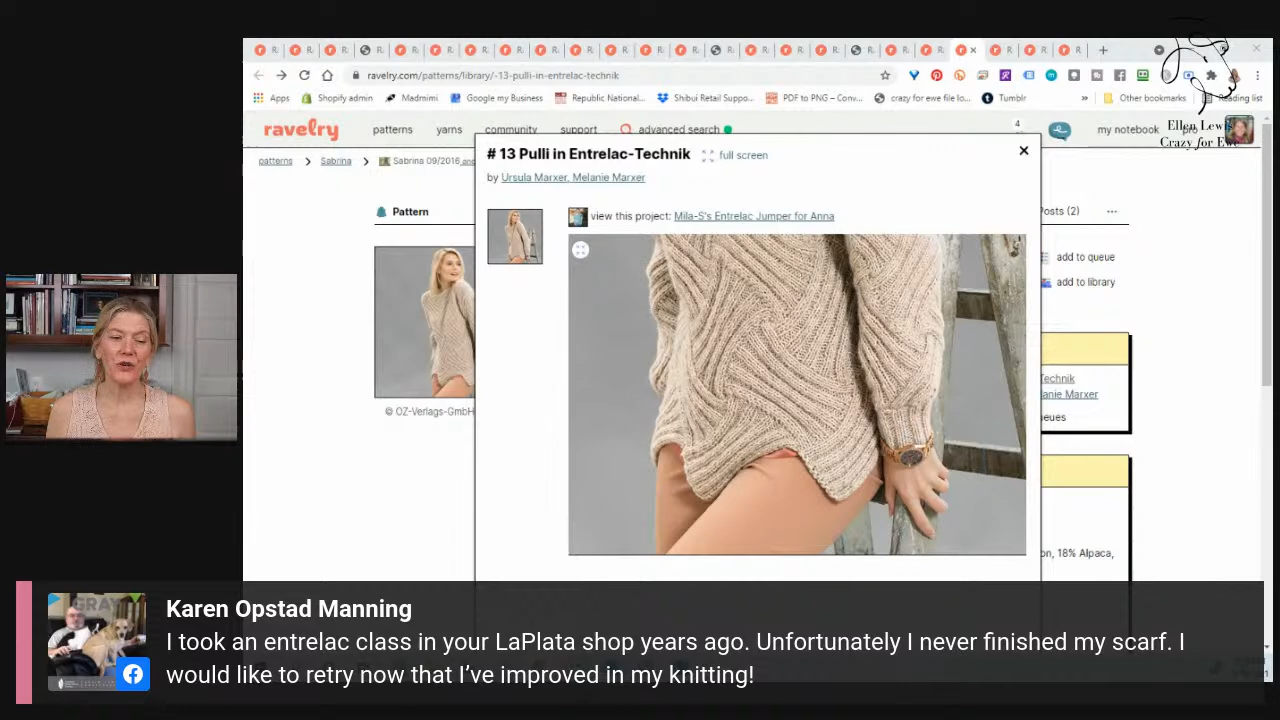 ravelry.com/patterns/library/-13-pulli-in-entrelac-technik
Apps Shopify admin Madmimi Google my Business Republic National... Shibui Retail Suppo... PDF to PNG – Conv... crazy for ewe file lo... Tumblr » Other bookmarks Reading list
ravelry patterns yarns community support advanced search 4 my notebook pro
Ellen Lewis
Crazy for Ewe
patterns Sabrina Sabrina 09/2016
# 13 Pulli in Entrelac-Technik full screen
by Ursula Marxer, Melanie Marxer
Pattern
view this project: Mila-S's Entrelac Jumper for Anna
Posts (2) ...
add to queue
add to library
Technik
lanie Marxer
eues
© OZ-Verlags-GmbH
on, 18% Alpaca,
Karen Opstad Manning
I took an entrelac class in your LaPlata shop years ago. Unfortunately I never finished my scarf. I
would like to retry now that I've improved in my knitting!